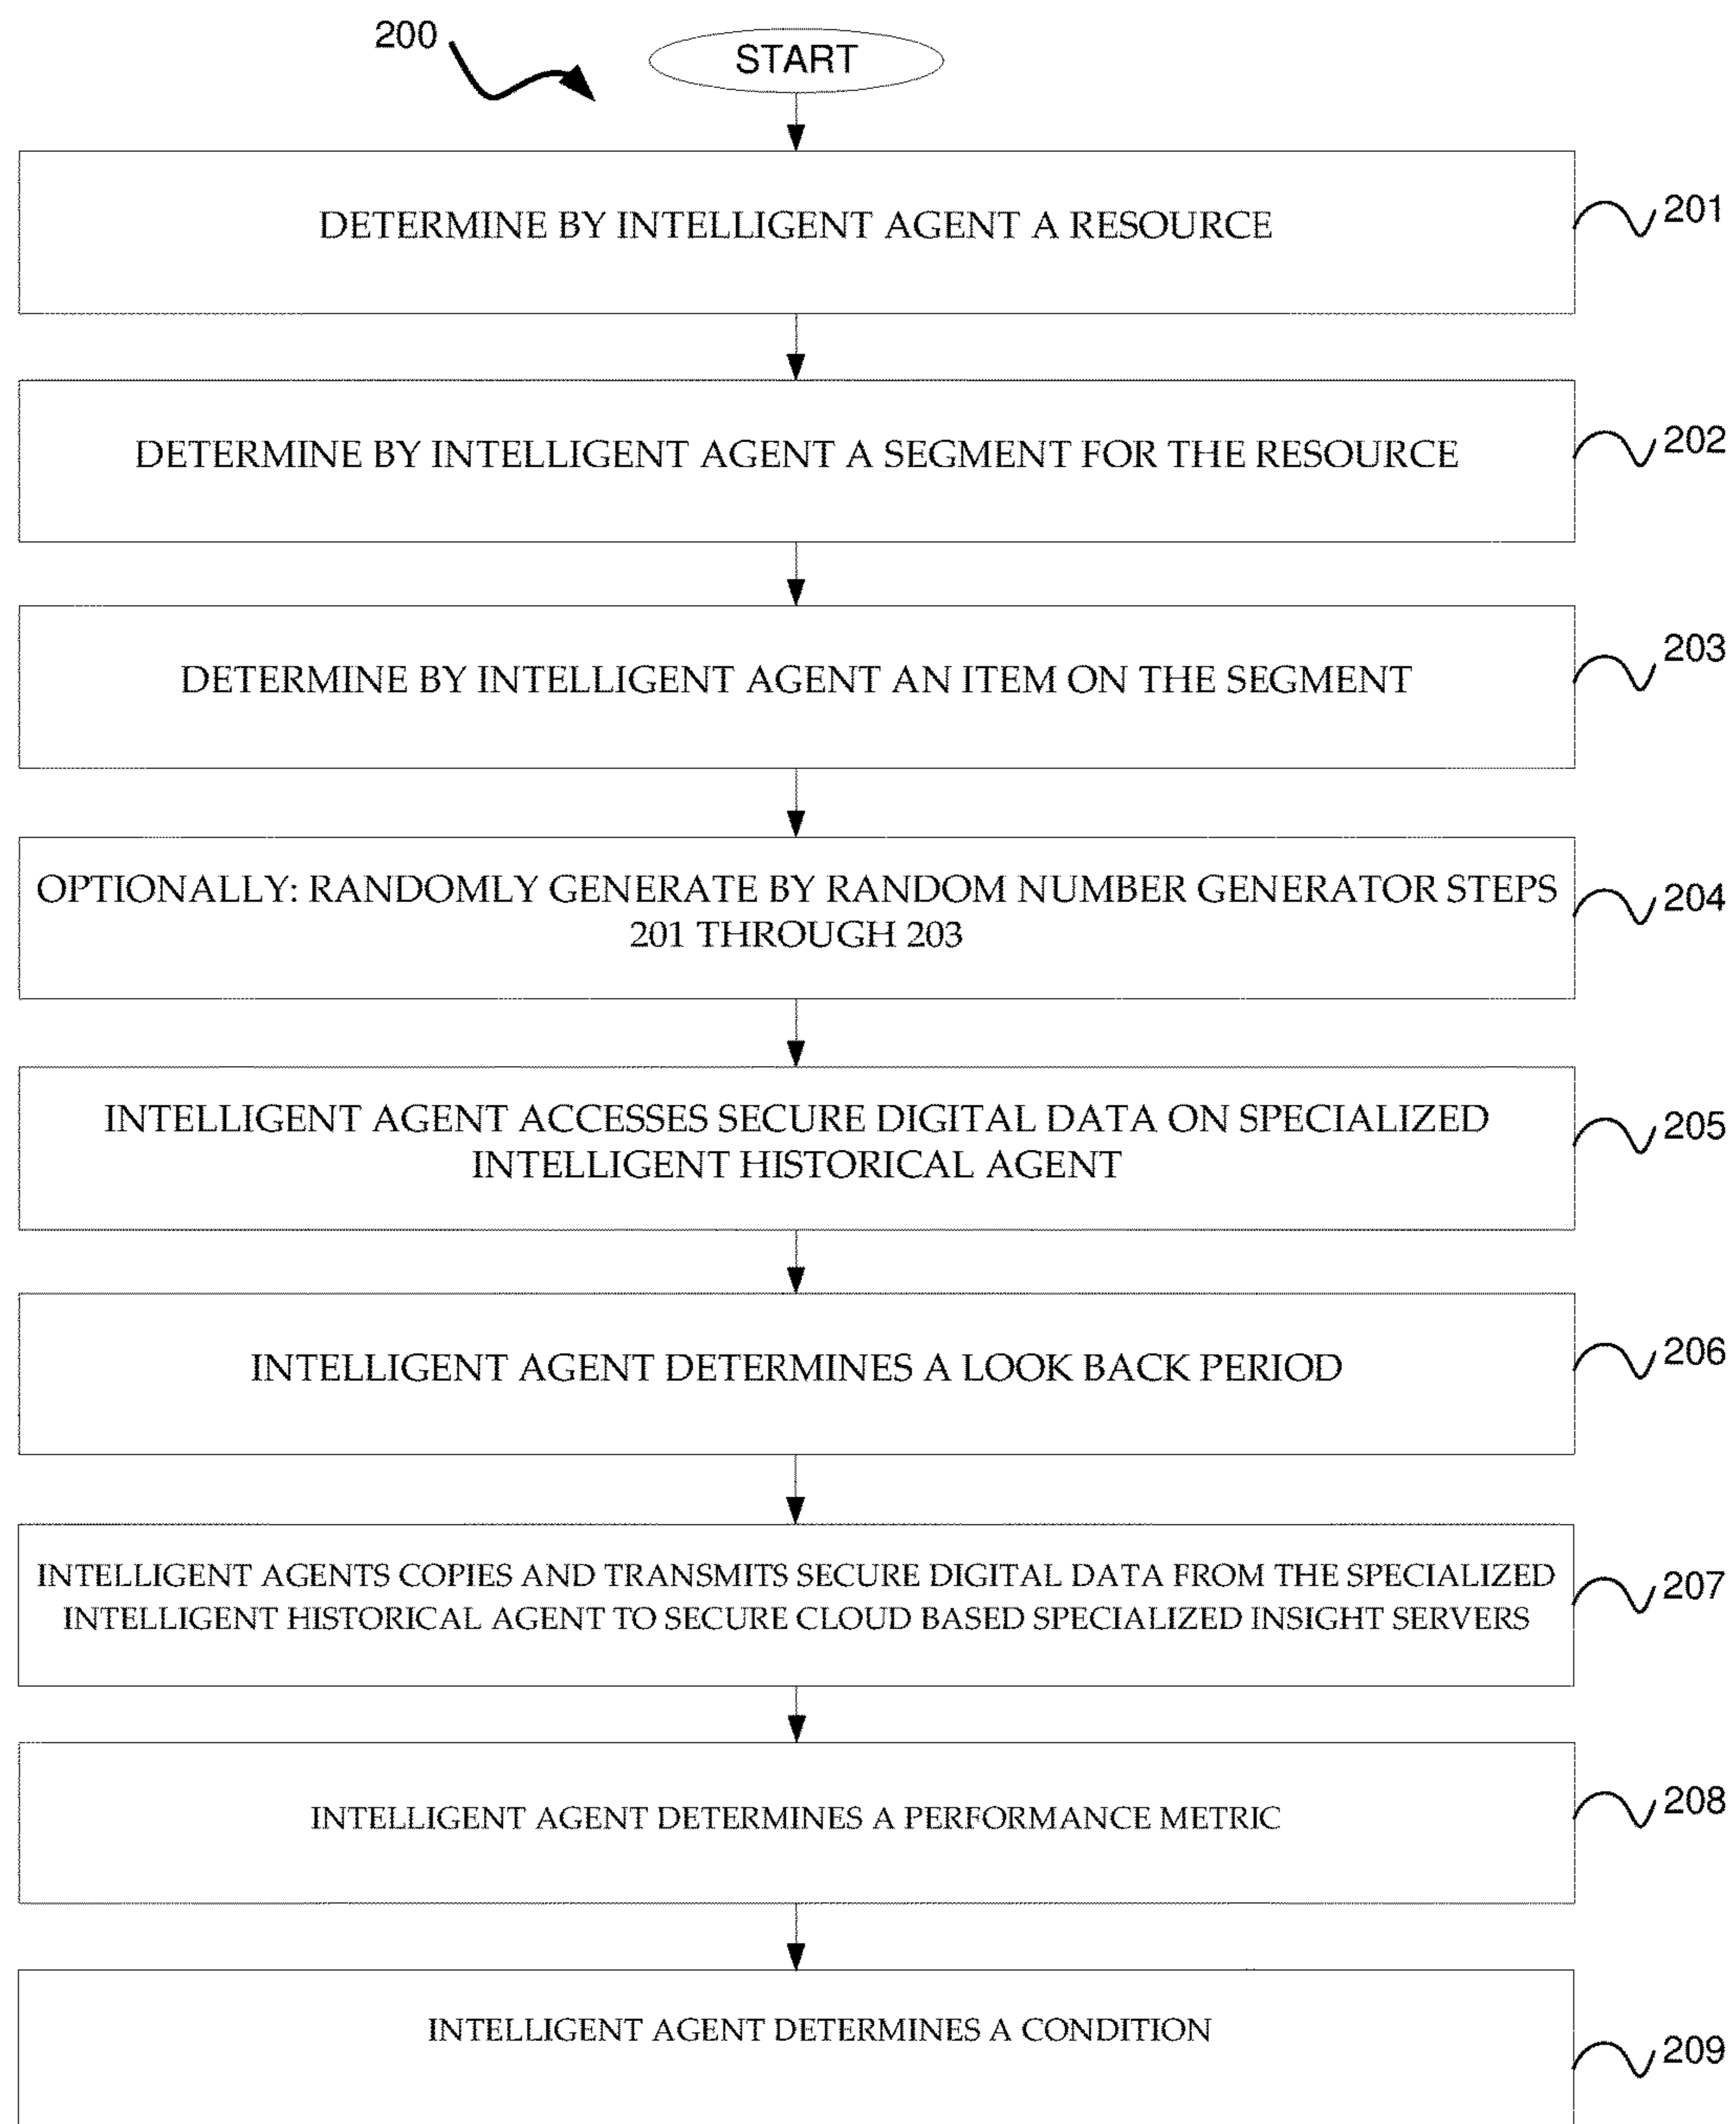 200
START
DETERMINE BY INTELLIGENT AGENT A RESOURCE
201
DETERMINE BY INTELLIGENT AGENT A SEGMENT FOR THE RESOURCE
202
DETERMINE BY INTELLIGENT AGENT AN ITEM ON THE SEGMENT
203
OPTIONALLY: RANDOMLY GENERATE BY RANDOM NUMBER GENERATOR STEPS
201 THROUGH 203
204
INTELLIGENT AGENT ACCESSES SECURE DIGITAL DATA ON SPECIALIZED
INTELLIGENT HISTORICAL AGENT
205
INTELLIGENT AGENT DETERMINES A LOOK BACK PERIOD
206
INTELLIGENT AGENTS COPIES AND TRANSMITS SECURE DIGITAL DATA FROM THE SPECIALIZED
INTELLIGENT HISTORICAL AGENT TO SECURE CLOUD BASED SPECIALIZED INSIGHT SERVERS
207
INTELLIGENT AGENT DETERMINES A PERFORMANCE METRIC
208
INTELLIGENT AGENT DETERMINES A CONDITION
209